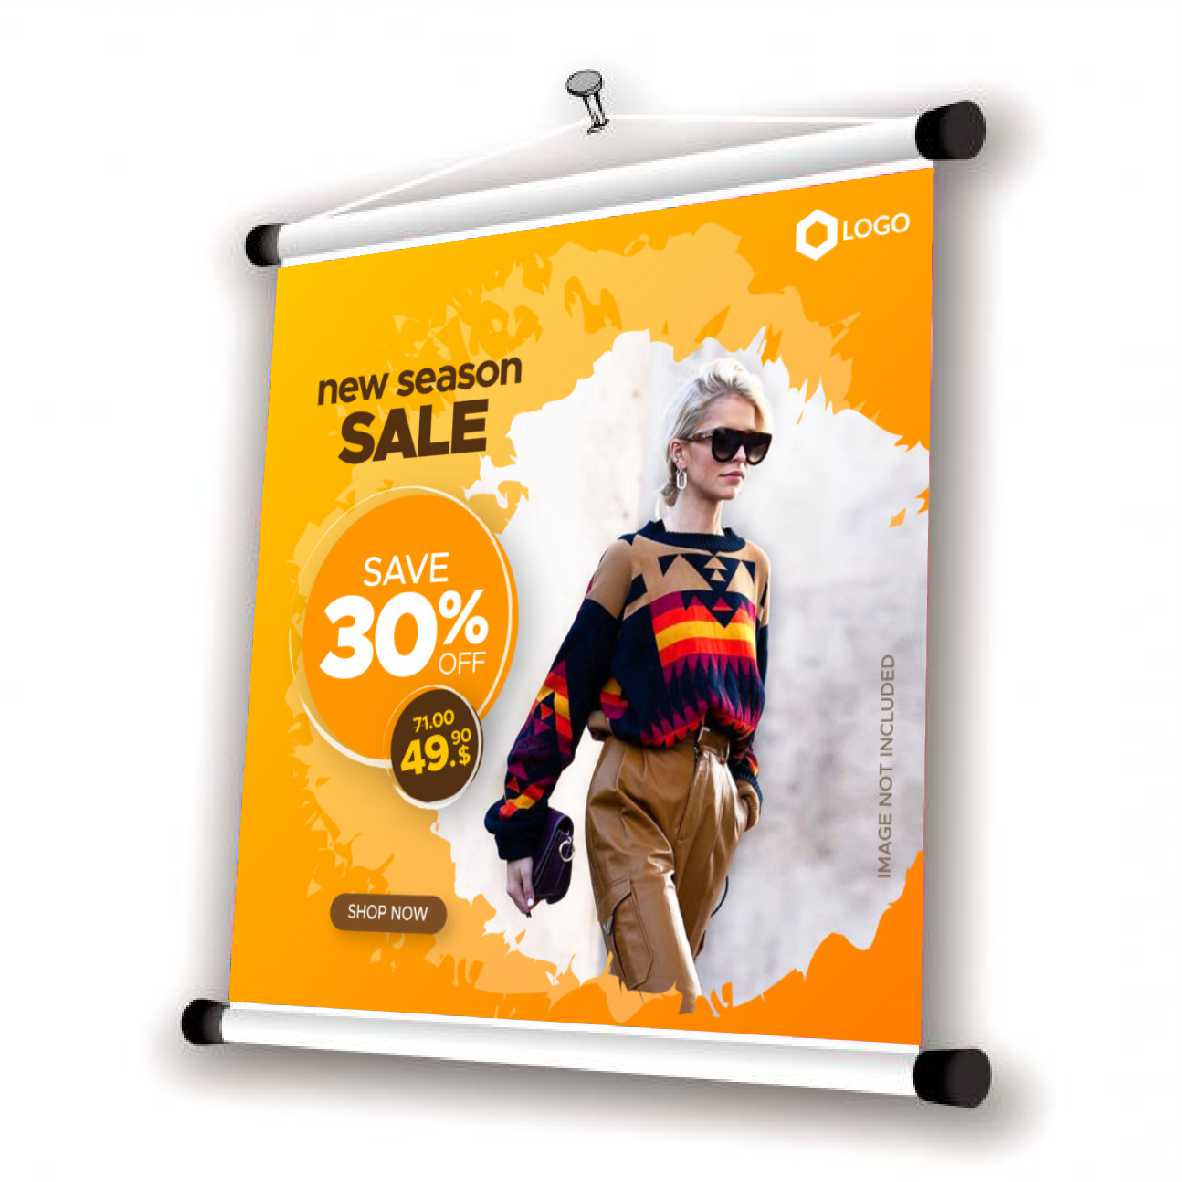 LOGO
new season
SALE
SAVE
30%
OFF
71.00
49.90$
SHOP NOW
IMAGE NOT INCLUDED